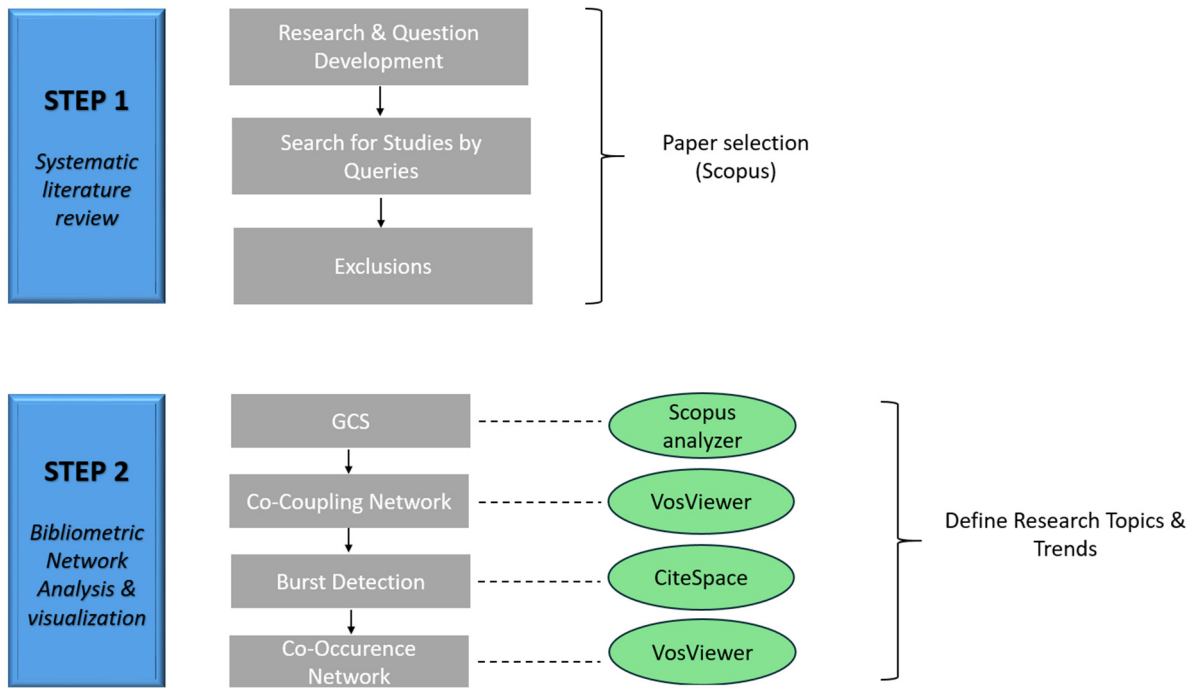 STEP 1
Systematic
literature
review
Research & Question
Development
Search for Studies by
Queries
Exclusions
Paper selection
(Scopus)
STEP 2
Bibliometric
Network
Analysis &
visualization
GCS
Scopus
analyzer
Co-Coupling Network
VosViewer
Burst Detection
CiteSpace
Co-Occurence
Network
VosViewer
Define Research Topics &
Trends